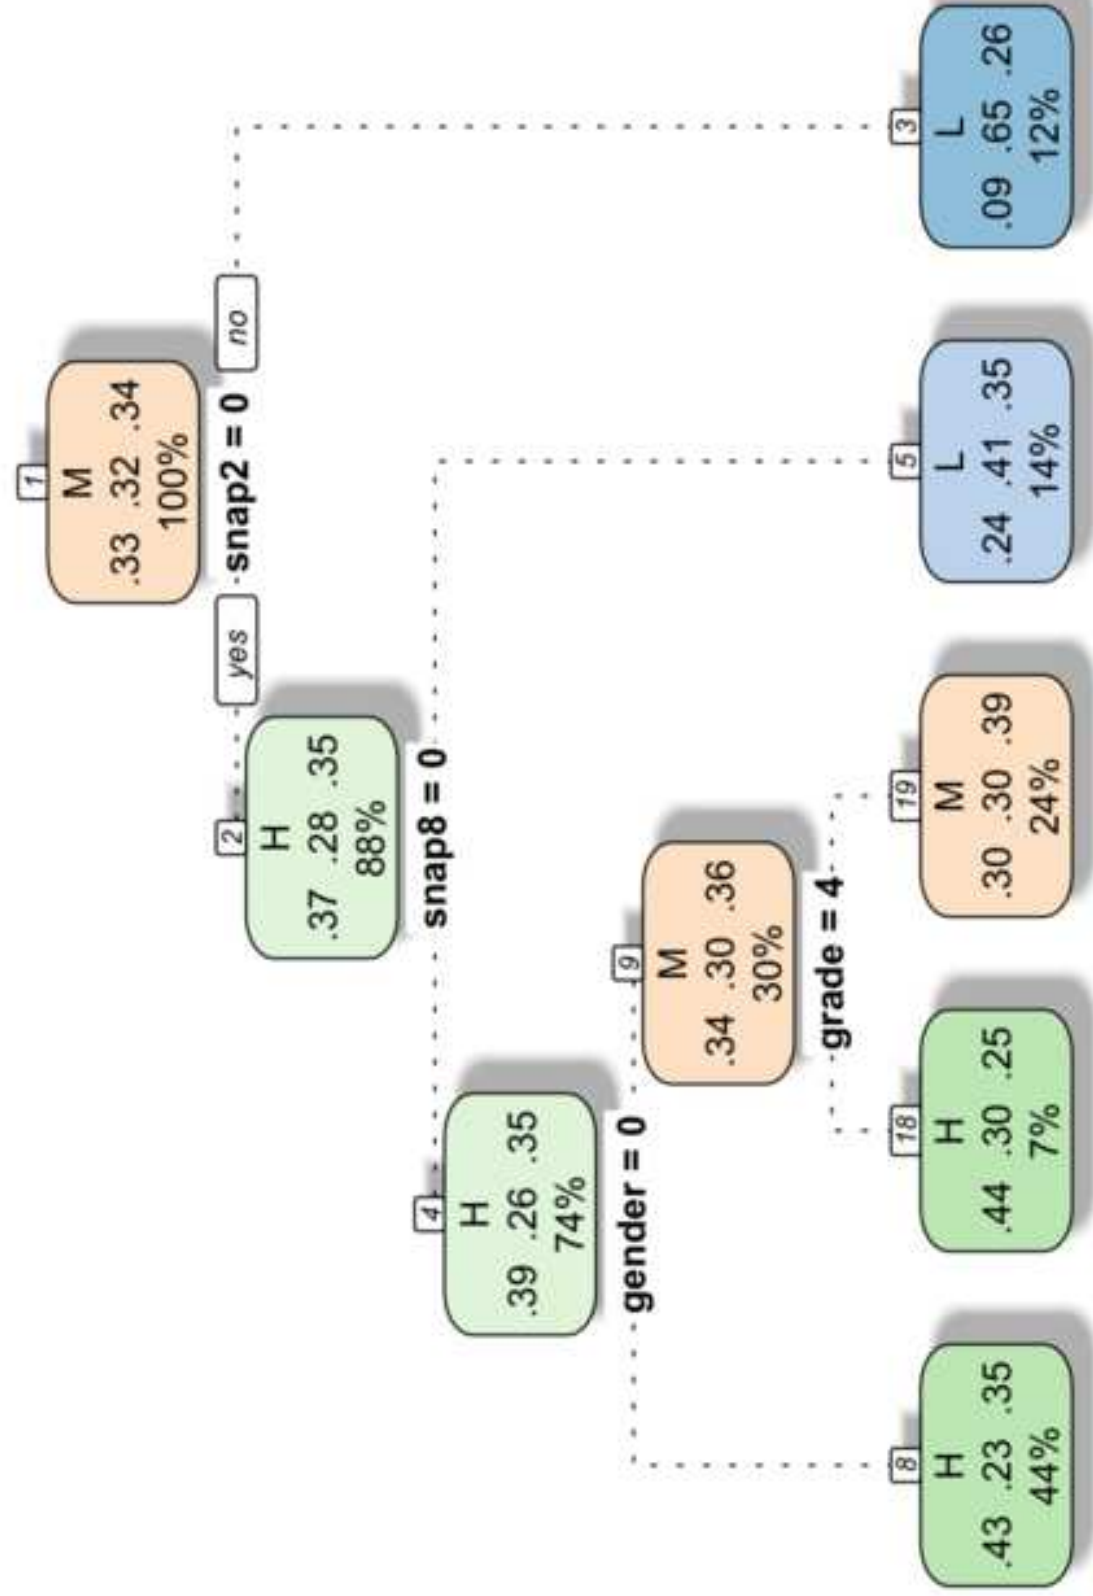 1
M
.33 .32 .34
100%
yes
snap2 = 0
no
2
H
.37 .28 .35
88%
snap8 = 0
4
H
.39 .26 .35
74%
gender = 0
9
M
.34 .30 .36
30%
grade = 4
8
H
.43 .23 .35
44%
18
H
.44 .30 .25
7%
19
M
.30 .30 .39
24%
5
L
.24 .41 .35
14%
3
L
.09 .65 .26
12%